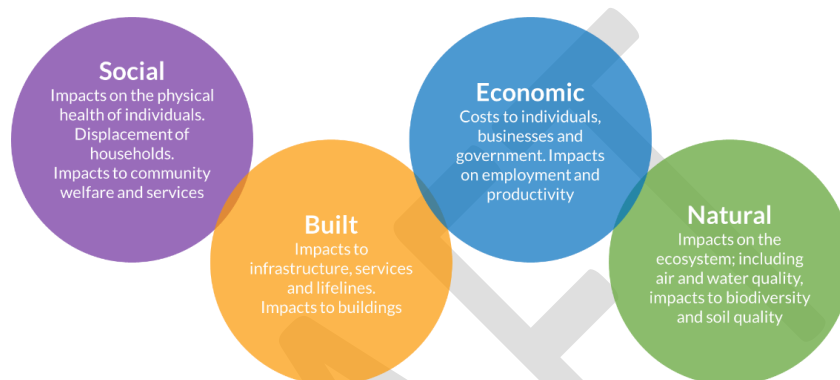 Social
Impacts on the physical
health of individuals.
Displacement of
households.
Impacts to community
welfare and services
Built
Impacts to
infrastructure, services
and lifelines.
Impacts to buildings
Economic
Costs to individuals,
businesses and
government. Impacts
on employment and
productivity
Natural
Impacts on the
ecosystem; including
air and water quality,
impacts to biodiversity
and soil quality